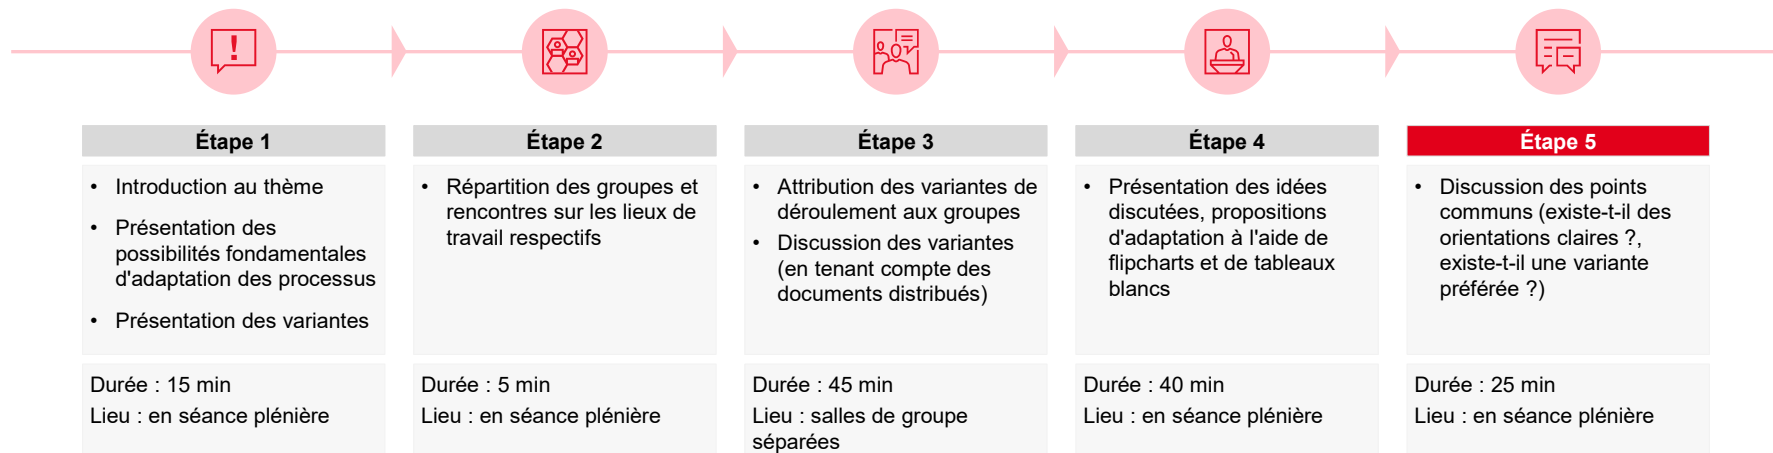 Étape 1
• Introduction au thème
• Présentation des
possibilités fondamentales
d'adaptation des processus
• Présentation des variantes
Durée : 15 min
Lieu : en séance plénière
Étape 2
• Répartition des groupes et
rencontres sur les lieux de
travail respectifs
Durée : 5 min
Lieu : en séance plénière
Étape 3
• Attribution des variantes de
déroulement aux groupes
• Discussion des variantes
(en tenant compte des
documents distribués)
Durée : 45 min
Lieu : salles de groupe
séparées
Étape 4
• Présentation des idées
discutées, propositions
d'adaptation à l'aide de
flipcharts et de tableaux
blancs
Durée : 40 min
Lieu : en séance plénière
Étape 5
• Discussion des points
communs (existe-t-il des
orientations claires ?,
existe-t-il une variante
préférée ?)
Durée : 25 min
Lieu : en séance plénière